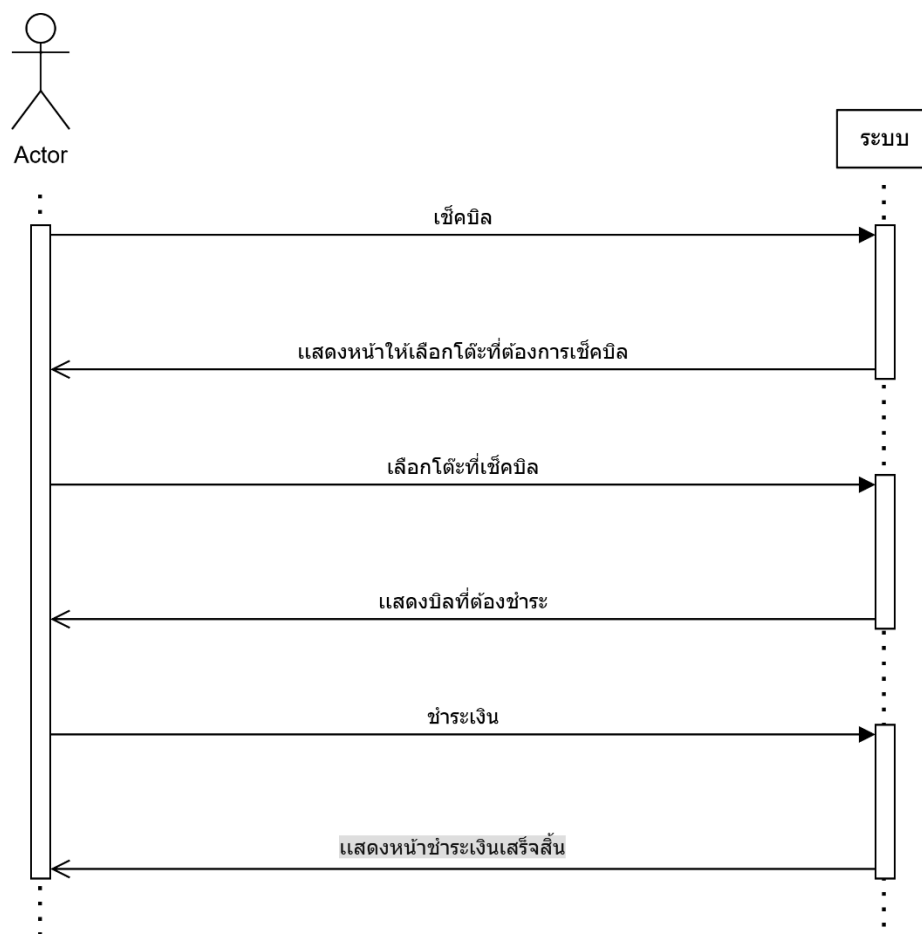 Actor
ระบบ
เช็คบิล
แสดงหน้าให้เลือกโต๊ะที่ต้องการเช็คบิล
เลือกโต๊ะที่เช็คบิล
แสดงบิลที่ต้องชำระ
ชำระเงิน
แสดงหน้าชำระเงินเสร็จสิ้น